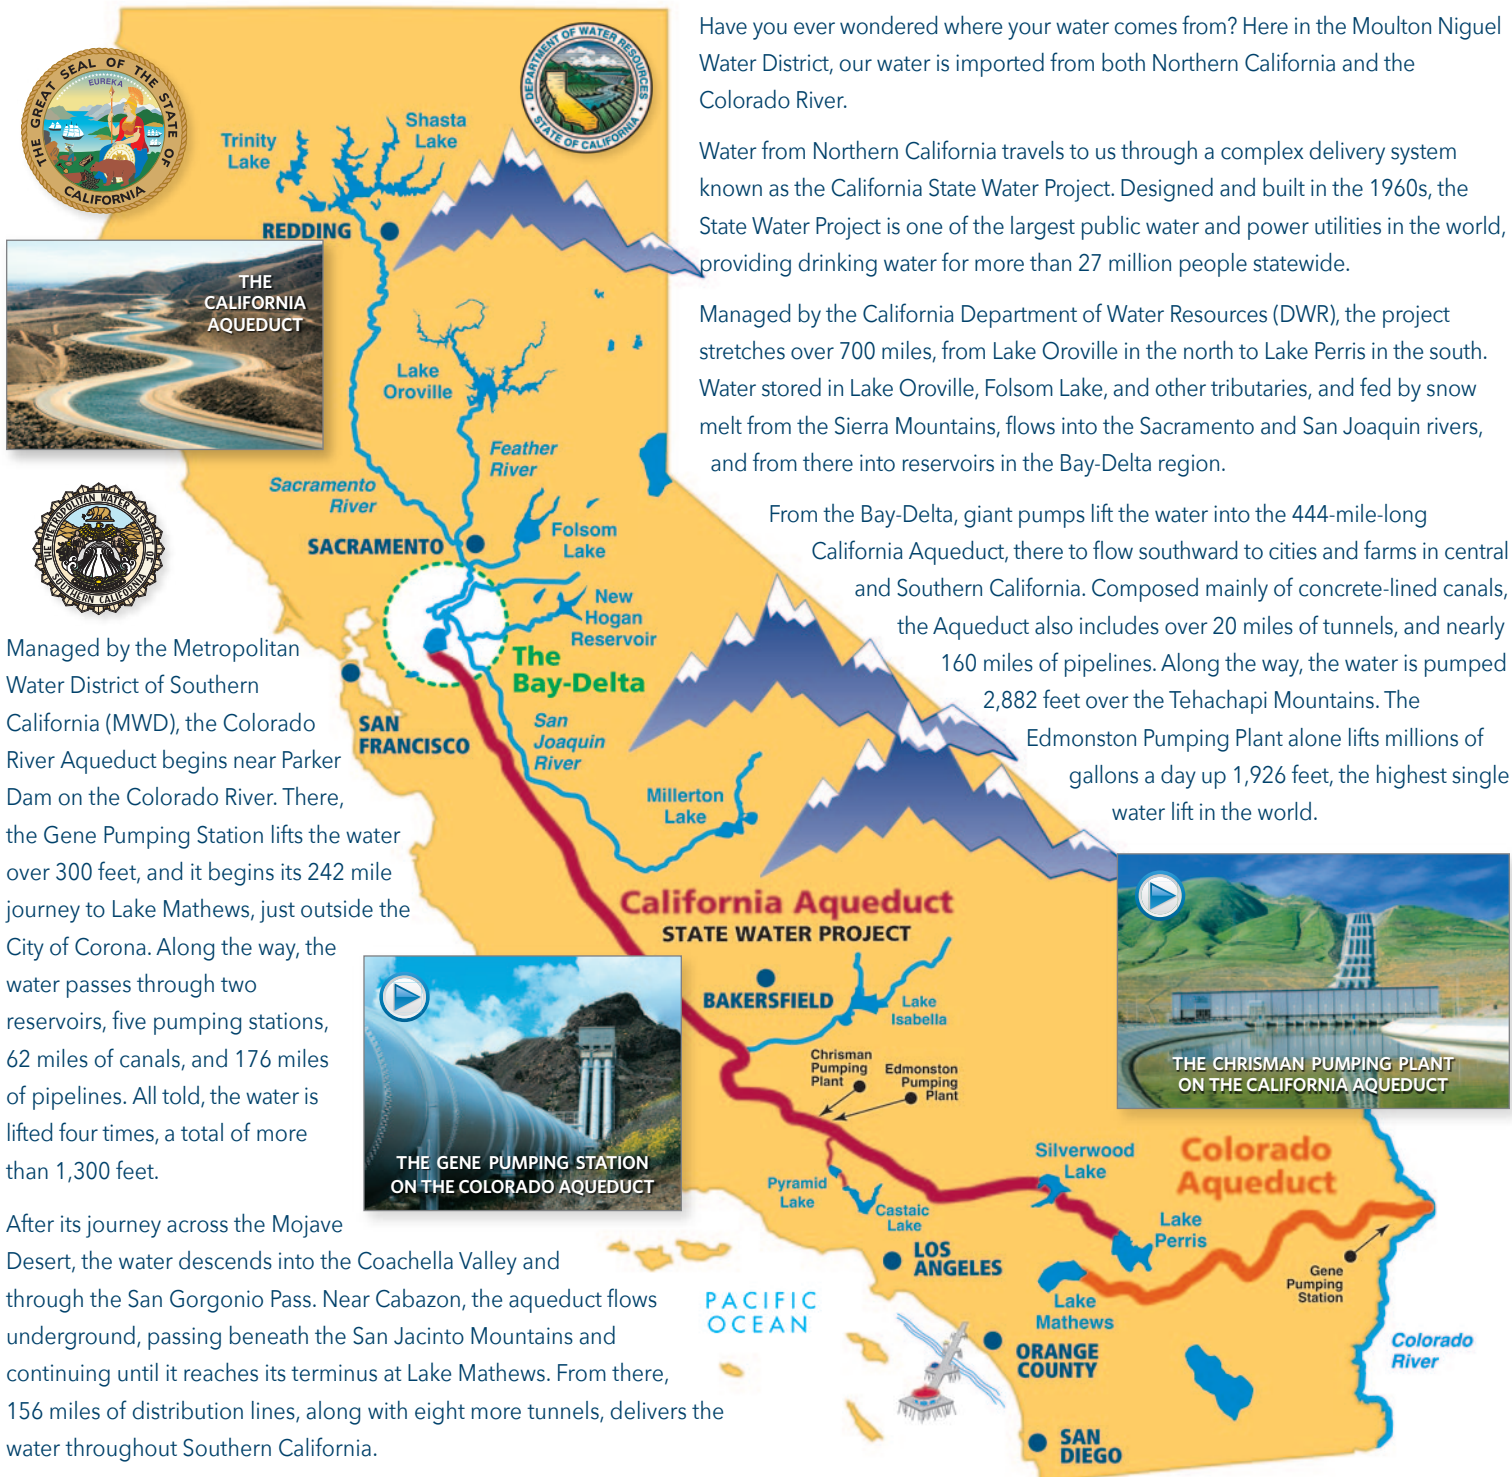 Have you ever wondered where your water comes from? Here in the Moulton Niguel
Water District, our water is imported from both Northern California and the
Colorado River.
Water from Northern California travels to us through a complex delivery system
known as the California State Water Project. Designed and built in the 1960s, the
State Water Project is one of the largest public water and power utilities in the world,
providing drinking water for more than 27 million people statewide.
Managed by the California Department of Water Resources (DWR), the project
stretches over 700 miles, from Lake Oroville in the north to Lake Perris in the south.
Water stored in Lake Oroville, Folsom Lake, and other tributaries, and fed by snow
melt from the Sierra Mountains, flows into the Sacramento and San Joaquin rivers,
and from there into reservoirs in the Bay-Delta region.
From the Bay-Delta, giant pumps lift the water into the 444-mile-long
California Aqueduct, there to flow southward to cities and farms in central
and Southern California. Composed mainly of concrete-lined canals,
the Aqueduct also includes over 20 miles of tunnels, and nearly
160 miles of pipelines. Along the way, the water is pumped
2,882 feet over the Tehachapi Mountains. The
Edmonston Pumping Plant alone lifts millions of
gallons a day up 1,926 feet, the highest single
water lift in the world.
THE GREAT SEAL OF THE STATE OF CALIFORNIA
EUREKA
DEPARTMENT OF WATER RESOURCES
STATE OF CALIFORNIA
Trinity
Lake
Shasta
Lake
REDDING
THE
CALIFORNIA
AQUEDUCT
Lake
Oroville
Feather
River
Sacramento
River
Folsom
Lake
SACRAMENTO
THE METROPOLITAN WATER DISTRICT OF
SOUTHERN CALIFORNIA
New
Hogan
Reservoir
The
Bay-Delta
SAN
FRANCISCO
San
Joaquin
River
Millerton
Lake
Managed by the Metropolitan
Water District of Southern
California (MWD), the Colorado
River Aqueduct begins near Parker
Dam on the Colorado River. There,
the Gene Pumping Station lifts the water
over 300 feet, and it begins its 242 mile
journey to Lake Mathews, just outside the
City of Corona. Along the way, the
water passes through two
reservoirs, five pumping stations,
62 miles of canals, and 176 miles
of pipelines. All told, the water is
lifted four times, a total of more
than 1,300 feet.
After its journey across the Mojave
Desert, the water descends into the Coachella Valley and
through the San Gorgonio Pass. Near Cabazon, the aqueduct flows
underground, passing beneath the San Jacinto Mountains and
continuing until it reaches its terminus at Lake Mathews. From there,
156 miles of distribution lines, along with eight more tunnels, delivers the
water throughout Southern California.
California Aqueduct
STATE WATER PROJECT
BAKERSFIELD
Lake
Isabella
Chrisman
Pumping
Plant
Edmonston
Pumping
Plant
THE GENE PUMPING STATION
ON THE COLORADO AQUEDUCT
THE CHRISMAN PUMPING PLANT
ON THE CALIFORNIA AQUEDUCT
Pyramid
Lake
Castaic
Lake
Silverwood
Lake
Colorado
Aqueduct
Lake
Perris
LOS
ANGELES
Gene
Pumping
Station
PACIFIC
OCEAN
Lake
Mathews
ORANGE
COUNTY
Colorado
River
SAN
DIEGO